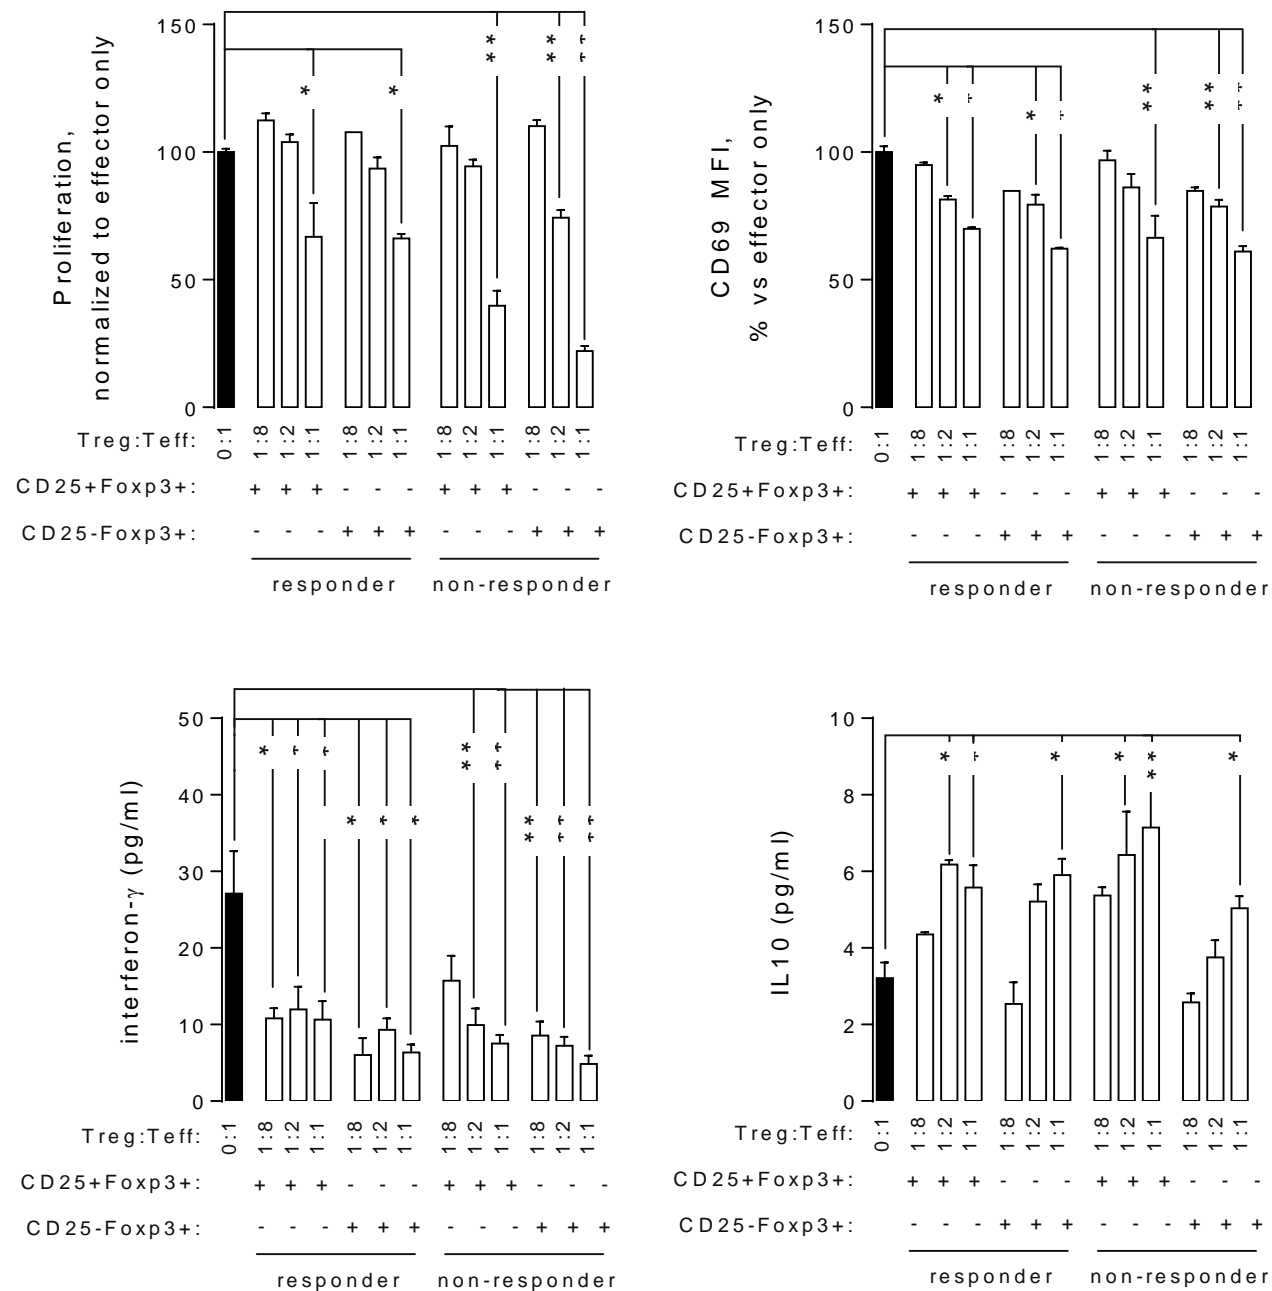 150
100
50
0
Proliferation,
normalized to effector only
* * ** ** **
Treg:Teff: 0:1 1:8 1:2 1:1 1:8 1:2 1:1 1:8 1:2 1:1 1:8 1:2 1:1
CD25+Foxp3+: + + + - - - + + + - - -
CD25-Foxp3+: - - - + + + - - - + + +
responder non-responder
150
100
50
0
CD69 MFI,
% vs effector only
* * * * ** ** **
Treg:Teff: 0:1 1:8 1:2 1:1 1:8 1:2 1:1 1:8 1:2 1:1 1:8 1:2 1:1
CD25+Foxp3+: + + + - - - + + + - - -
CD25-Foxp3+: - - - + + + - - - + + +
responder non-responder
50
40
30
20
10
0
interferon-γ (pg/ml)
* * * * * * ** ** ** ** **
Treg:Teff: 0:1 1:8 1:2 1:1 1:8 1:2 1:1 1:8 1:2 1:1 1:8 1:2 1:1
CD25+Foxp3+: + + + - - - + + + - - -
CD25-Foxp3+: - - - + + + - - - + + +
responder non-responder
10
8
6
4
2
0
IL10 (pg/ml)
* * * * ** *
Treg:Teff: 0:1 1:8 1:2 1:1 1:8 1:2 1:1 1:8 1:2 1:1 1:8 1:2 1:1
CD25+Foxp3+: + + + - - - + + + - - -
CD25-Foxp3+: - - - + + + - - - + + +
responder non-responder